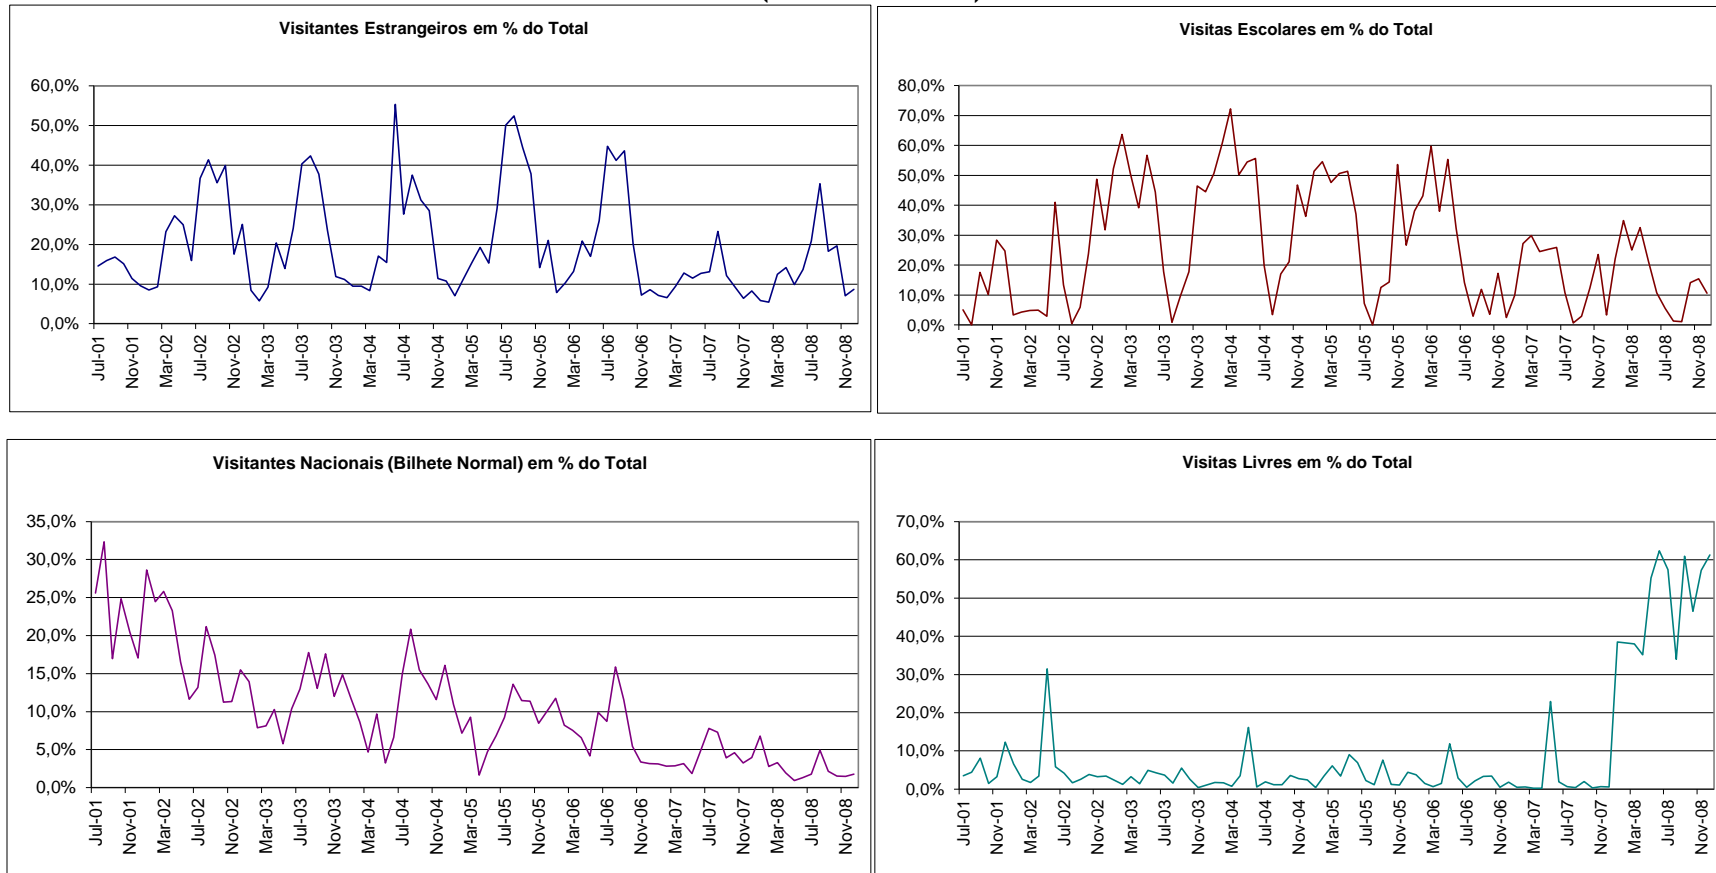 Visitantes Estrangeiros em % do Total
60,0%
50,0%
40,0%
30,0%
20,0%
10,0%
0,0%
Jul-01
Nov-01
Mar-02
Jul-02
Nov-02
Mar-03
Jul-03
Nov-03
Mar-04
Jul-04
Nov-04
Mar-05
Jul-05
Nov-05
Mar-06
Jul-06
Nov-06
Mar-07
Jul-07
Nov-07
Mar-08
Jul-08
Nov-08
Visitas Escolares em % do Total
80,0%
70,0%
60,0%
50,0%
40,0%
30,0%
20,0%
10,0%
0,0%
Jul-01
Nov-01
Mar-02
Jul-02
Nov-02
Mar-03
Jul-03
Nov-03
Mar-04
Jul-04
Nov-04
Mar-05
Jul-05
Nov-05
Mar-06
Jul-06
Nov-06
Mar-07
Jul-07
Nov-07
Mar-08
Jul-08
Nov-08
Visitantes Nacionais (Bilhete Normal) em % do Total
35,0%
30,0%
25,0%
20,0%
15,0%
10,0%
5,0%
0,0%
Jul-01
Nov-01
Mar-02
Jul-02
Nov-02
Mar-03
Jul-03
Nov-03
Mar-04
Jul-04
Nov-04
Mar-05
Jul-05
Nov-05
Mar-06
Jul-06
Nov-06
Mar-07
Jul-07
Nov-07
Mar-08
Jul-08
Nov-08
Visitas Livres em % do Total
70,0%
60,0%
50,0%
40,0%
30,0%
20,0%
10,0%
0,0%
Jul-01
Nov-01
Mar-02
Jul-02
Nov-02
Mar-03
Jul-03
Nov-03
Mar-04
Jul-04
Nov-04
Mar-05
Jul-05
Nov-05
Mar-06
Jul-06
Nov-06
Mar-07
Jul-07
Nov-07
Mar-08
Jul-08
Nov-08